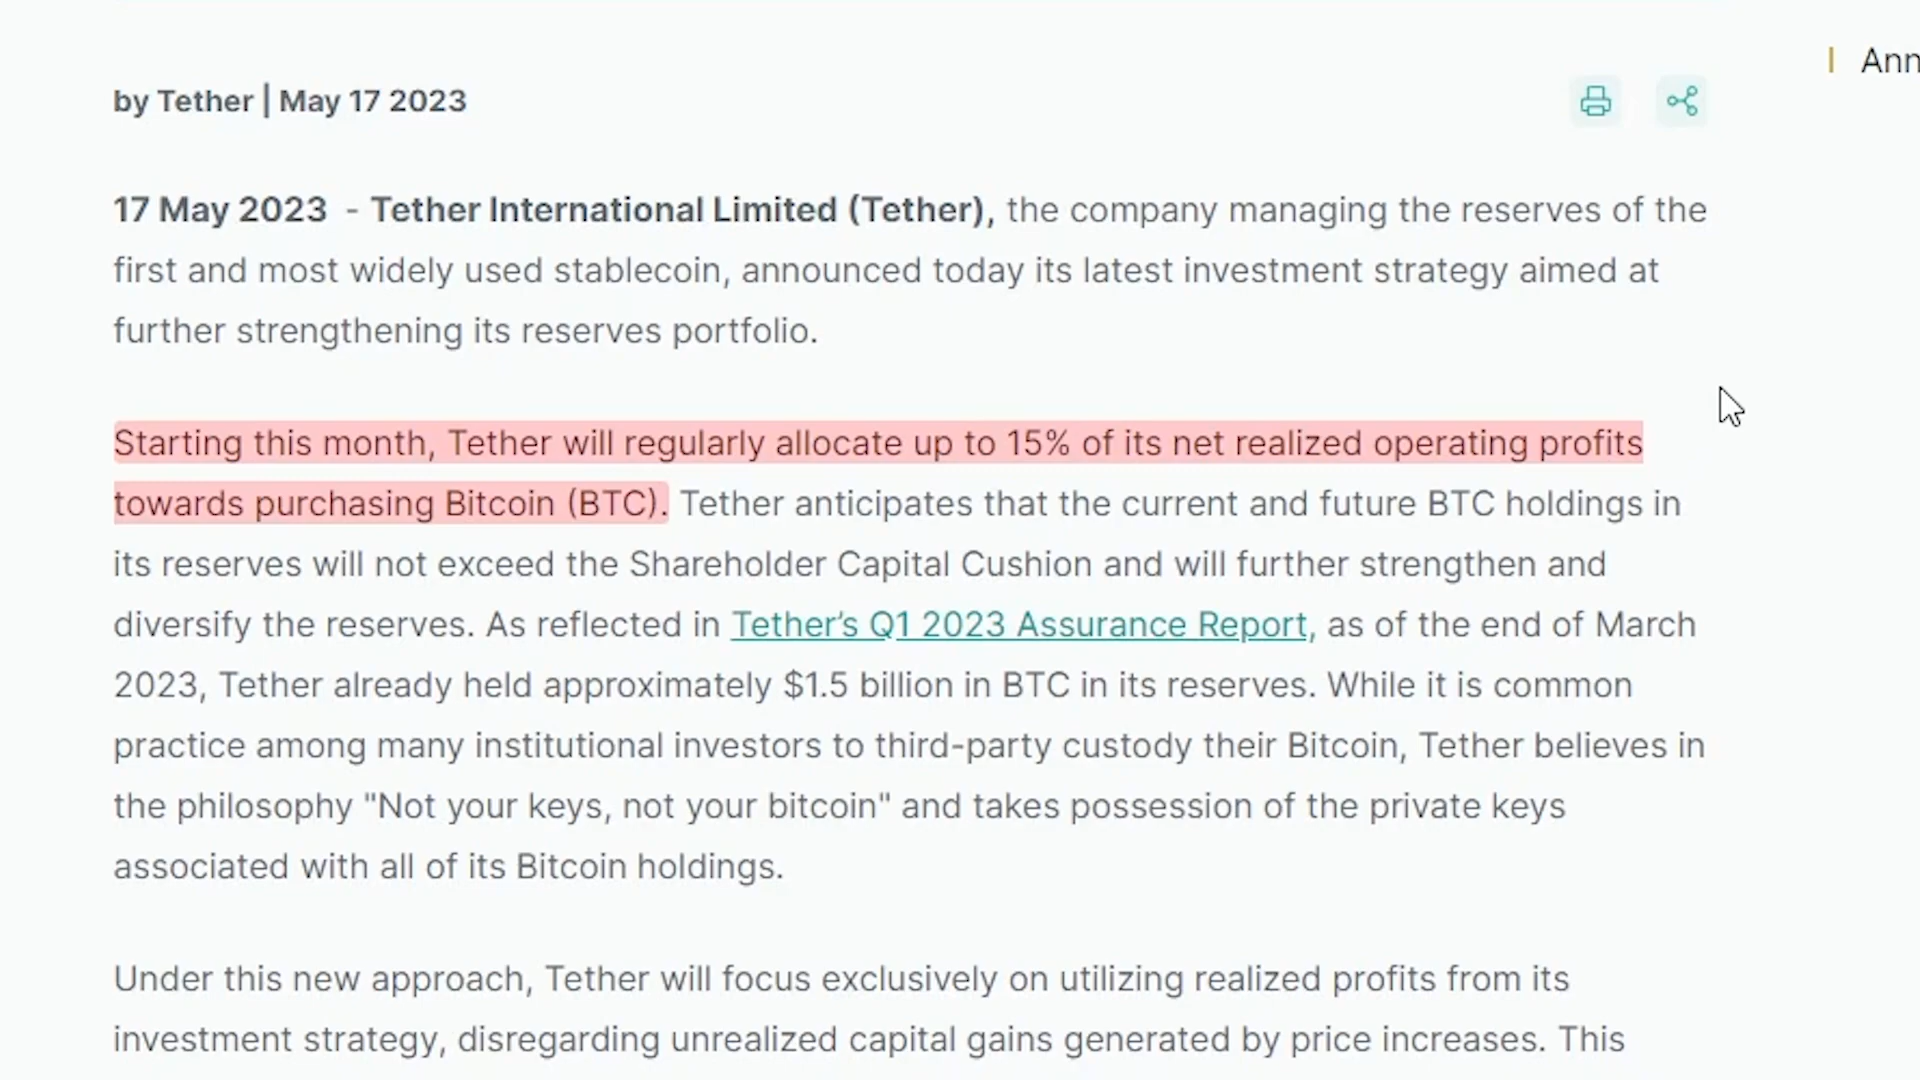 Ann
by Tether | May 17 2023
17 May 2023 - Tether International Limited (Tether), the company managing the reserves of the
first and most widely used stablecoin, announced today its latest investment strategy aimed at
further strengthening its reserves portfolio.
Starting this month, Tether will regularly allocate up to 15% of its net realized operating profits
towards purchasing Bitcoin (BTC). Tether anticipates that the current and future BTC holdings in
its reserves will not exceed the Shareholder Capital Cushion and will further strengthen and
diversify the reserves. As reflected in Tether’s Q1 2023 Assurance Report, as of the end of March
2023, Tether already held approximately $1.5 billion in BTC in its reserves. While it is common
practice among many institutional investors to third-party custody their Bitcoin, Tether believes in
the philosophy "Not your keys, not your bitcoin" and takes possession of the private keys
associated with all of its Bitcoin holdings.
Under this new approach, Tether will focus exclusively on utilizing realized profits from its
investment strategy, disregarding unrealized capital gains generated by price increases. This